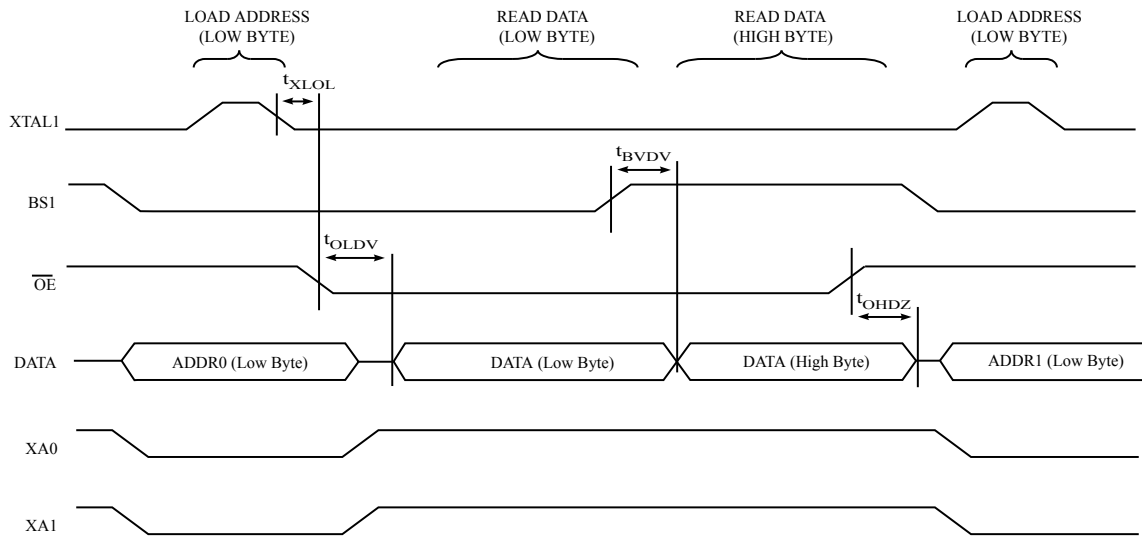 LOAD ADDRESS
(LOW BYTE)
READ DATA
(LOW BYTE)
READ DATA
(HIGH BYTE)
LOAD ADDRESS
(LOW BYTE)
tXLOL
XTAL1
tBVDV
BS1
tOLDV
OE
tOHDZ
DATA
ADDR0 (Low Byte)
DATA (Low Byte)
DATA (High Byte)
ADDR1 (Low Byte)
XA0
XA1